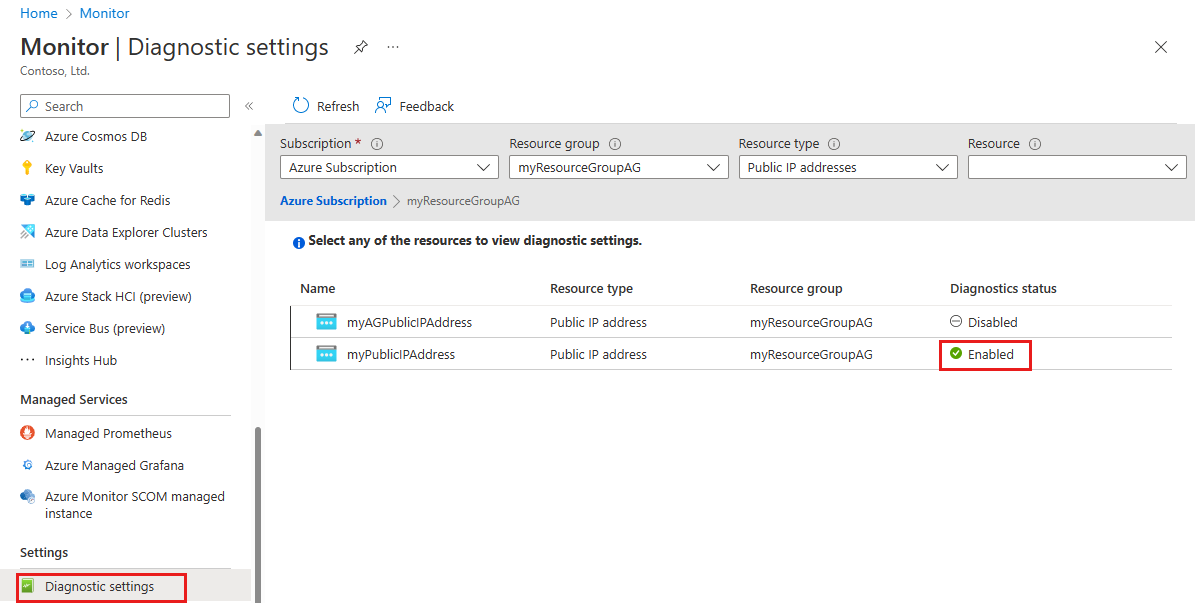 Home > Monitor
Monitor | Diagnostic settings ...
Contoso, Ltd.
Search
«
Azure Cosmos DB
Key Vaults
Azure Cache for Redis
Azure Data Explorer Clusters
Log Analytics workspaces
Azure Stack HCI (preview)
Service Bus (preview)
Insights Hub
Managed Services
Managed Prometheus
Azure Managed Grafana
Azure Monitor SCOM managed
instance
Settings
Diagnostic settings
Refresh Feedback
Subscription * Resource group Resource type Resource
Azure Subscription myResourceGroupAG Public IP addresses
Azure Subscription > myResourceGroupAG
Select any of the resources to view diagnostic settings.
Name Resource type Resource group Diagnostics status
myAGPublicIPAddress Public IP address myResourceGroupAG Disabled
myPublicIPAddress Public IP address myResourceGroupAG Enabled